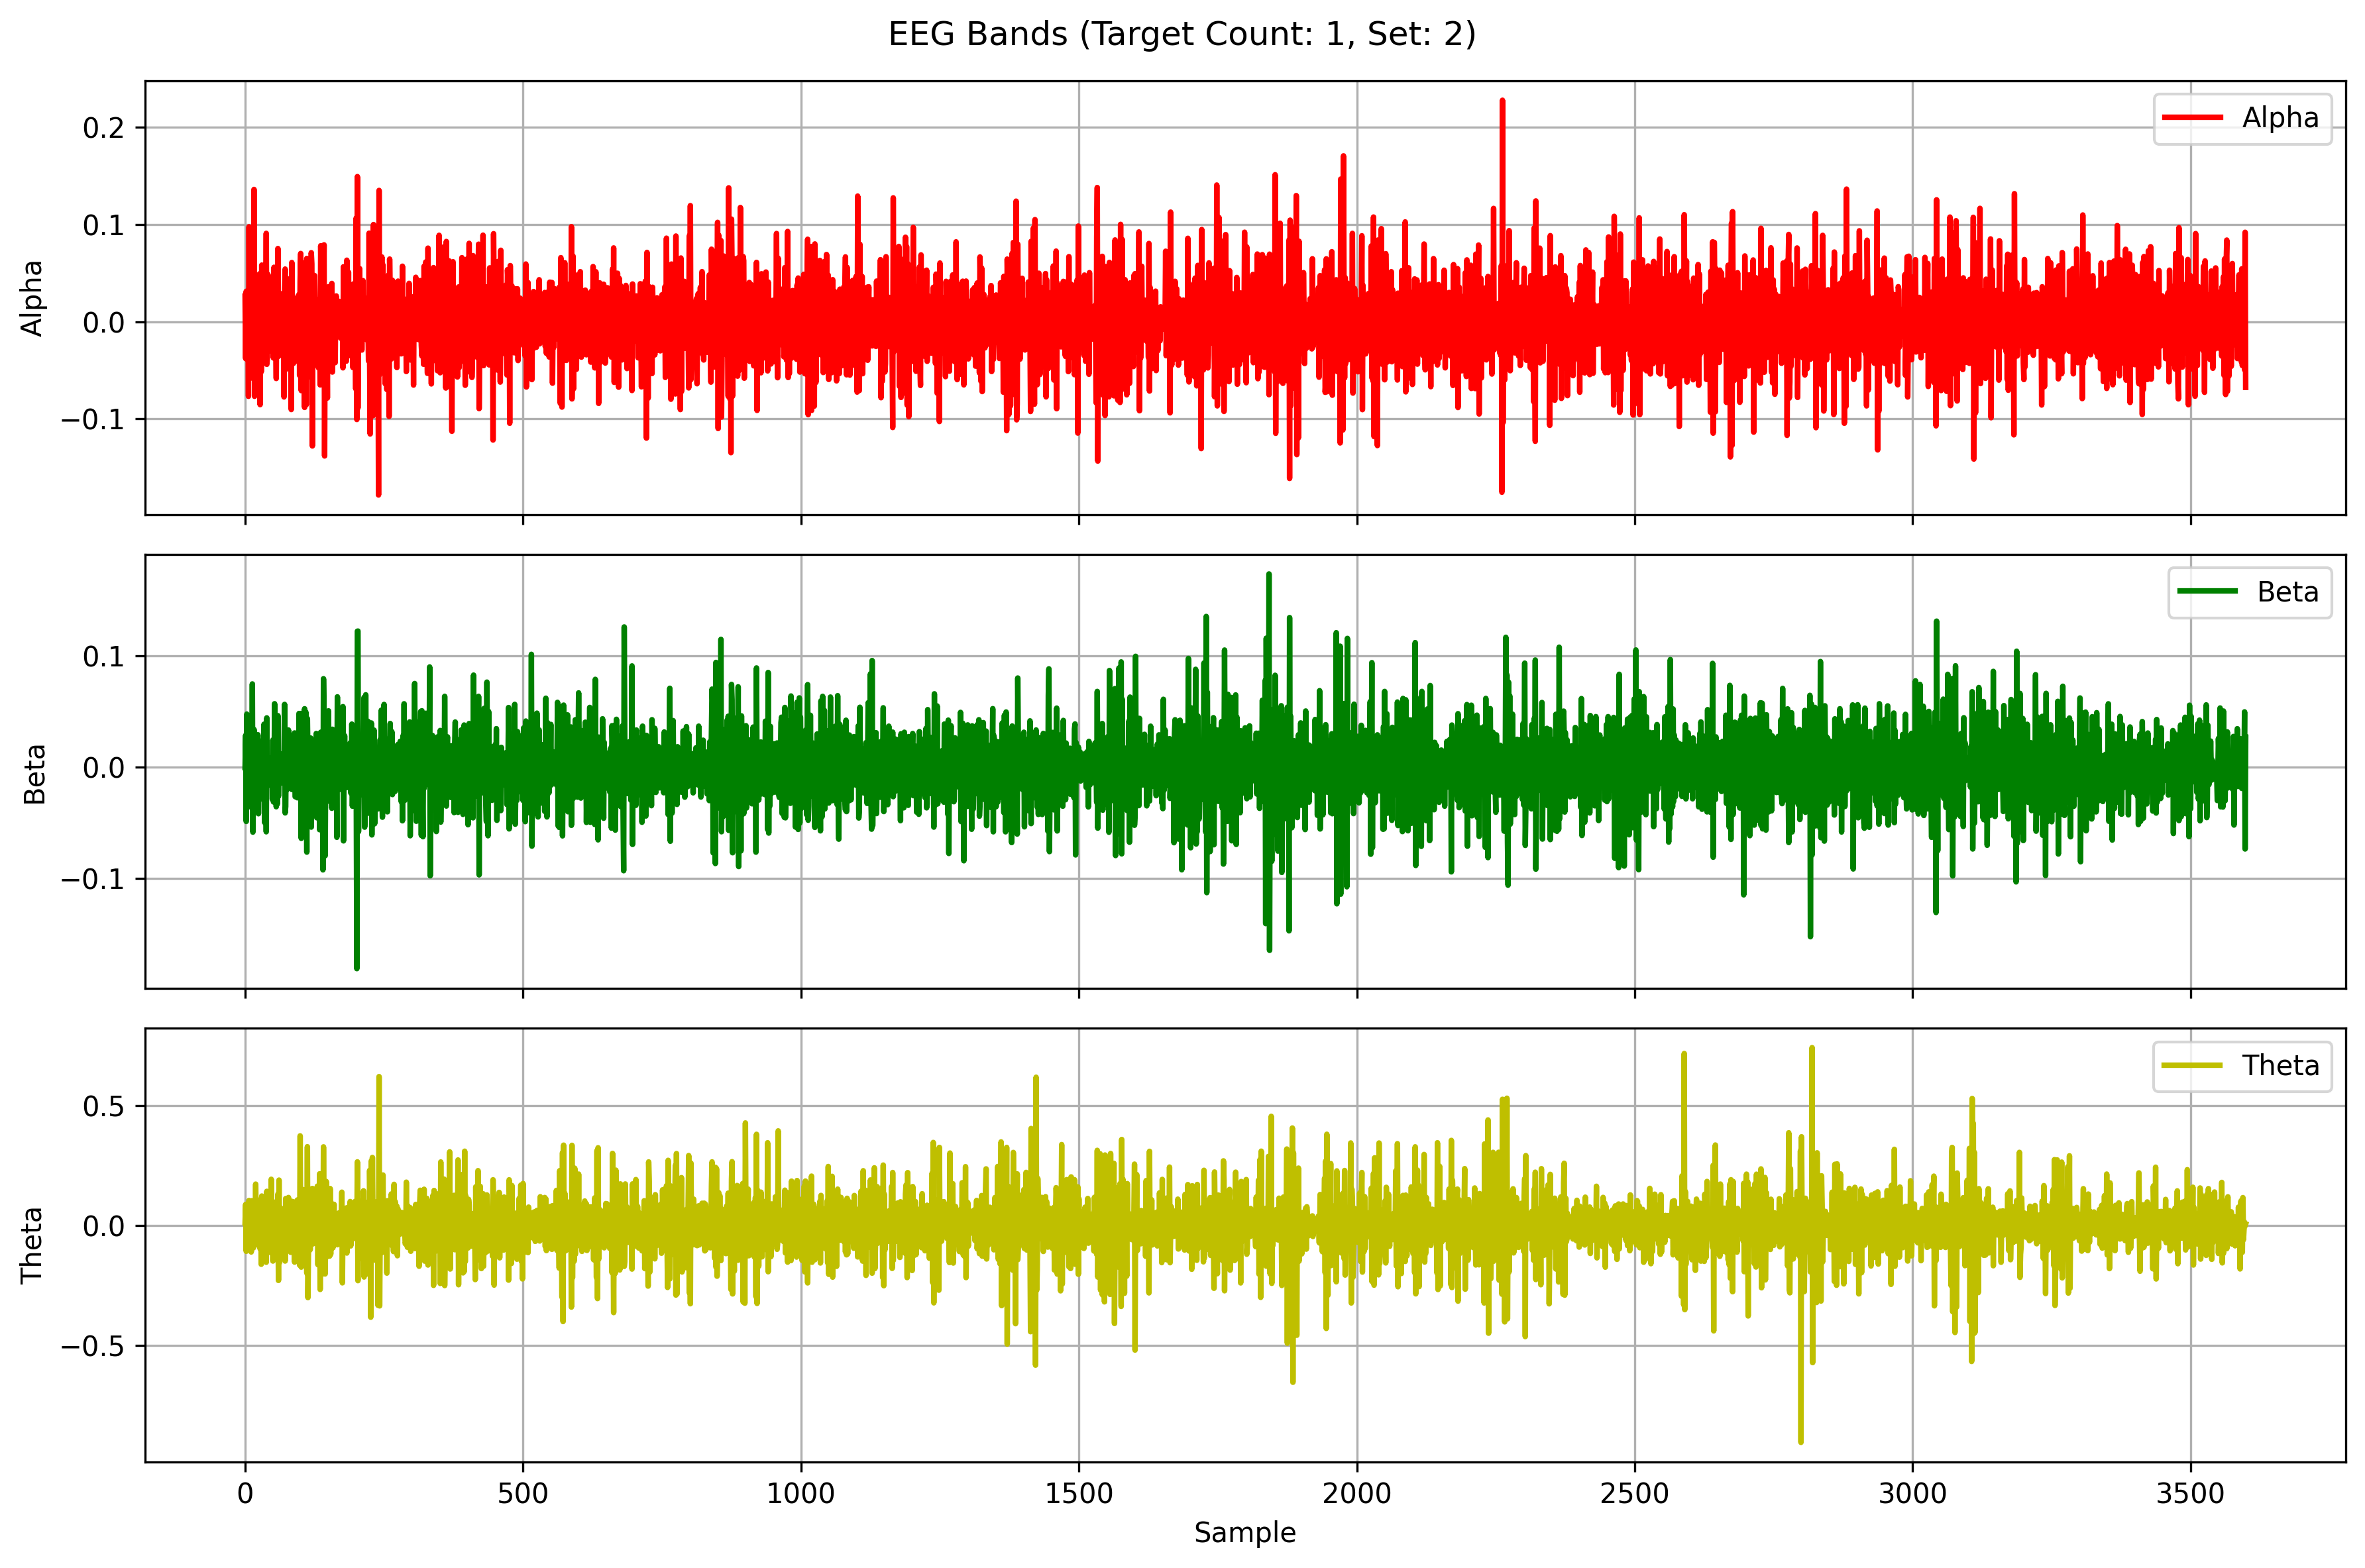 EEG Bands (Target Count: 1, Set: 2)
Alpha
0.2
0.1
0.0
−0.1
Alpha
Beta
0.1
0.0
−0.1
Beta
Theta
0.5
0.0
−0.5
Theta
0 500 1000 1500 2000 2500 3000 3500
Sample